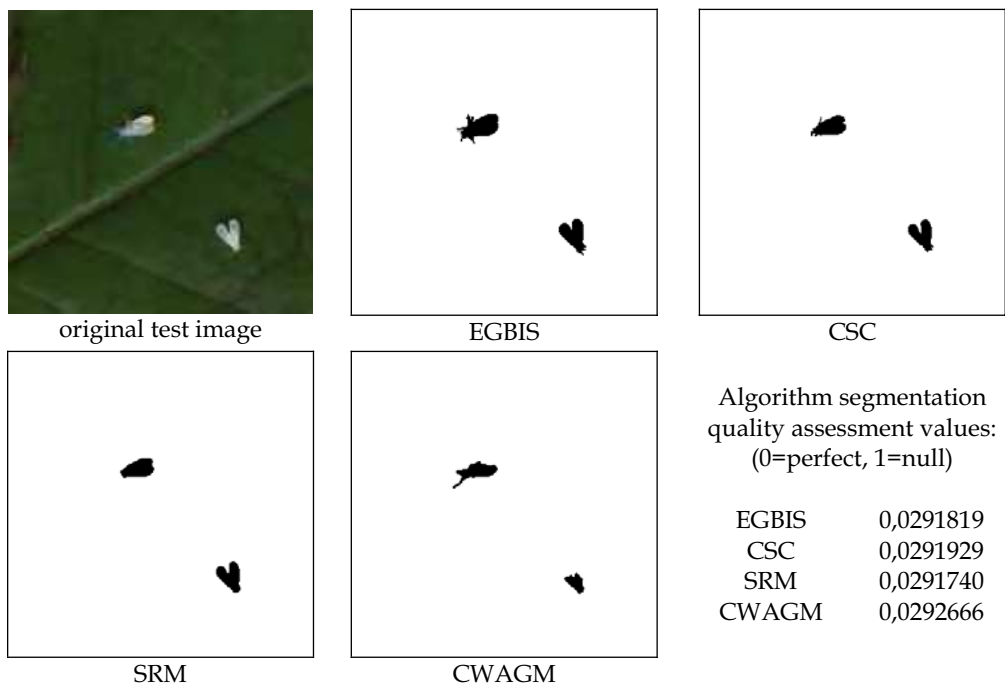 original test image
EGBIS
CSC
Algorithm segmentation
quality assessment values:
(0=perfect, 1=null)
EGBIS 0,0291819
CSC 0,0291929
SRM 0,0291740
CWAGM 0,0292666
SRM
CWAGM